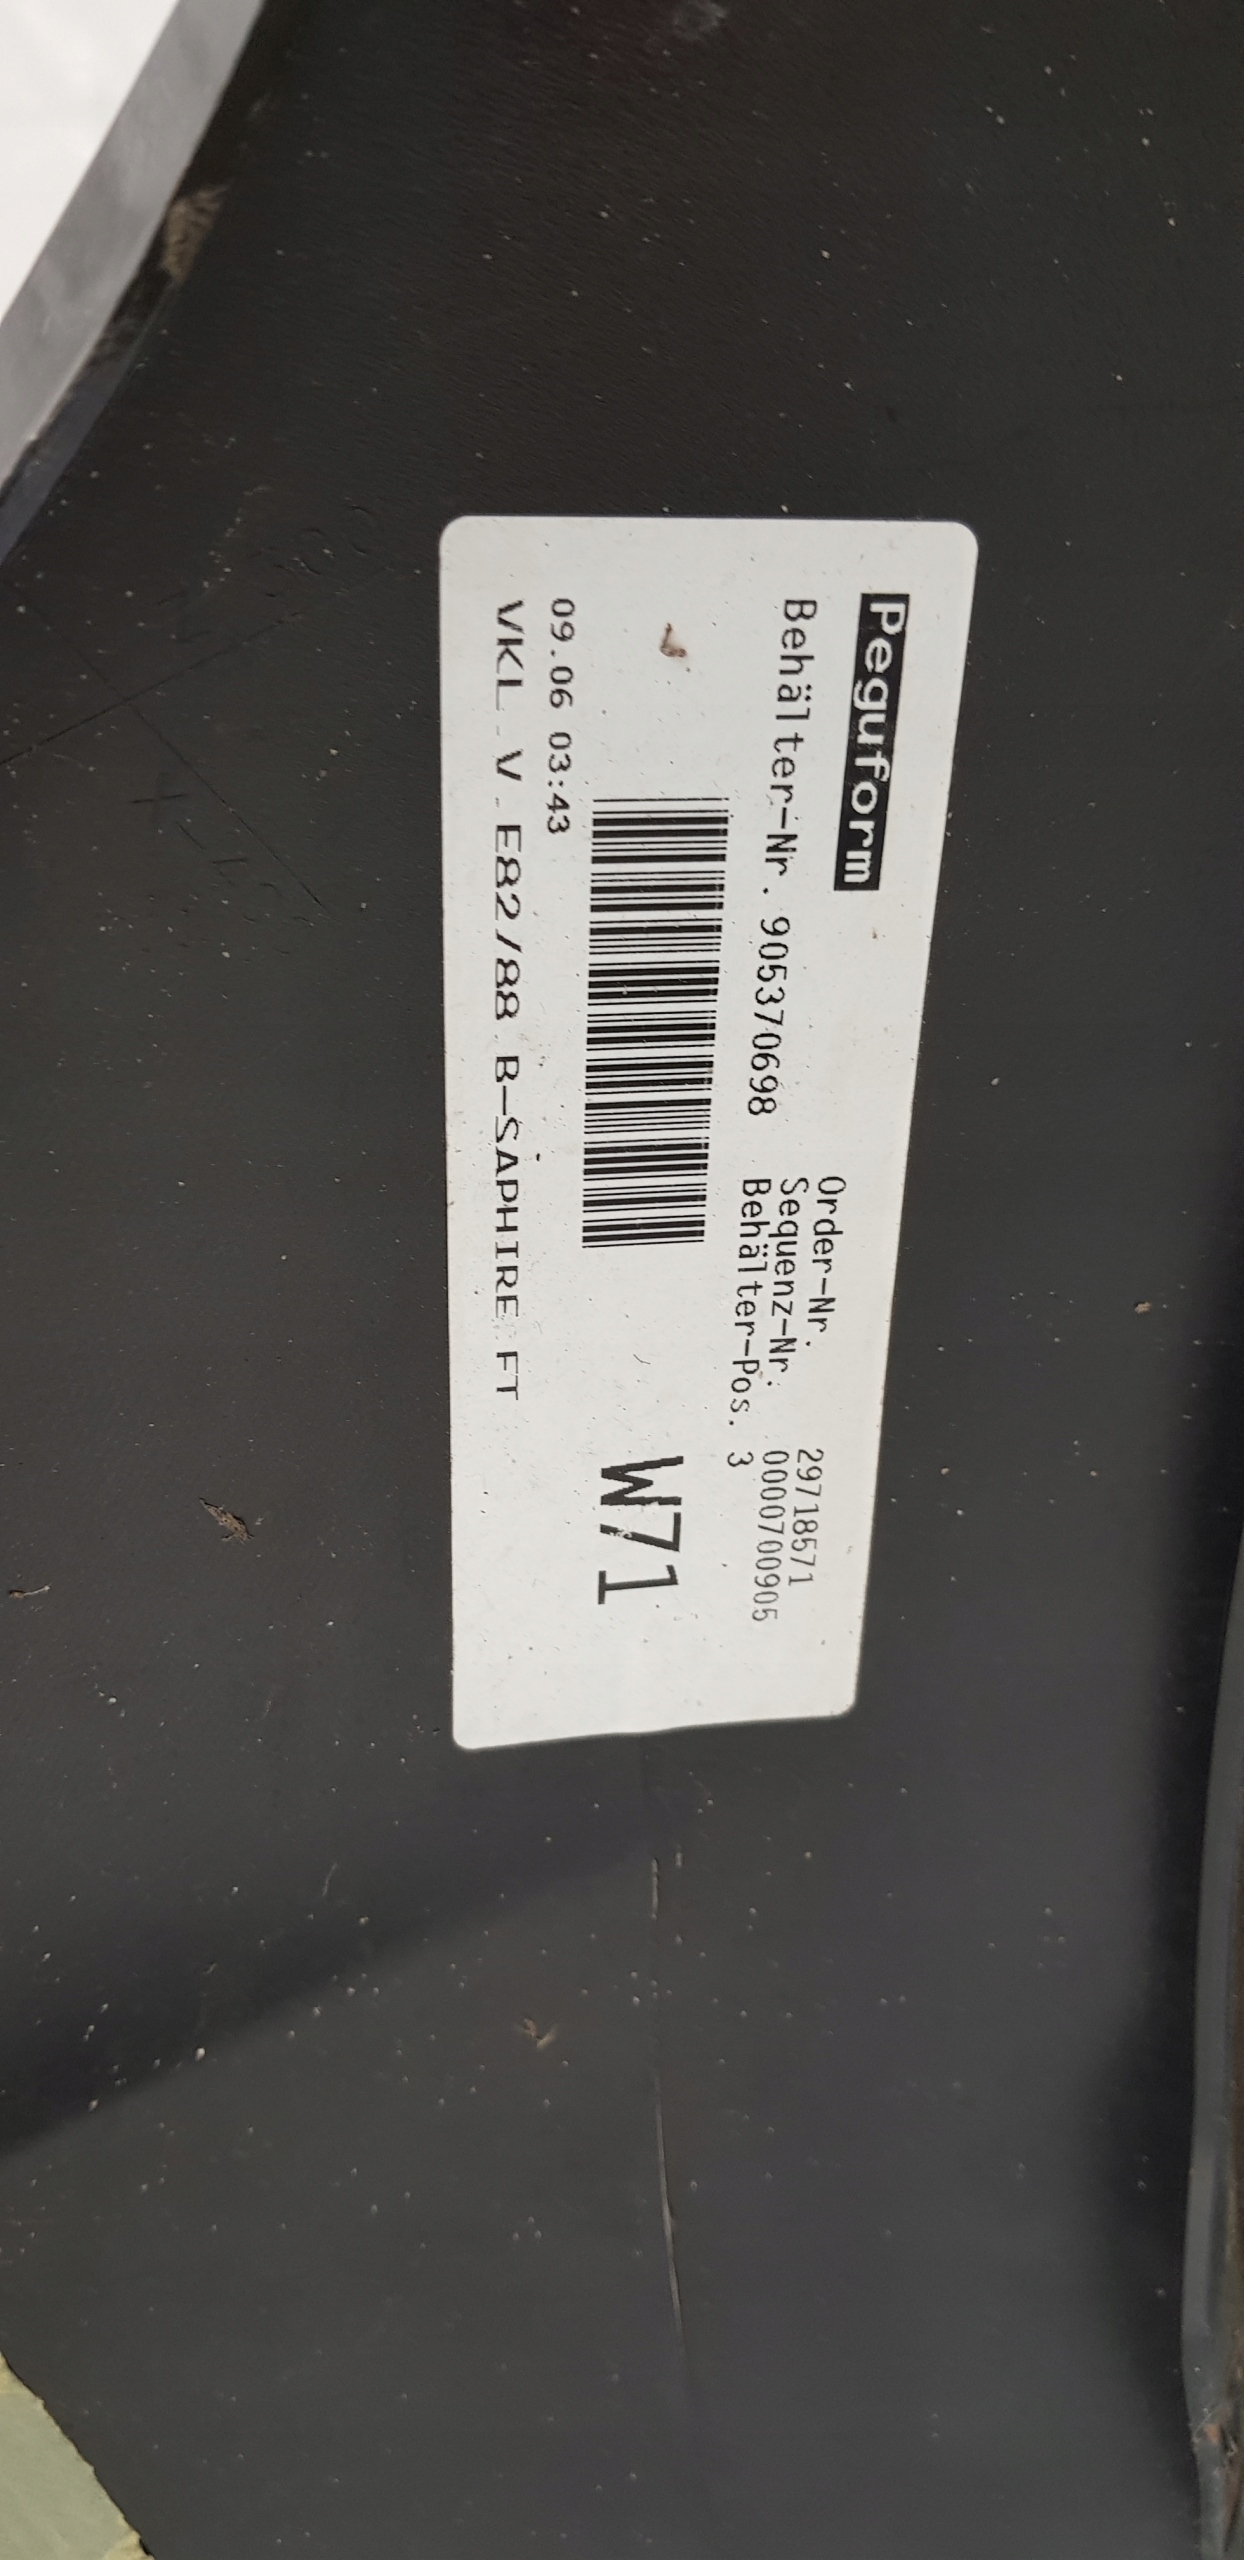 Peguform
Order-Nr. 29718571
Behälter-Nr. 905370698 Sequenz-Nr. 0000700905
Behälter-Pos. 3
W71
09.06 03:43
VKL V E82/88 B-SAPHIRE FT